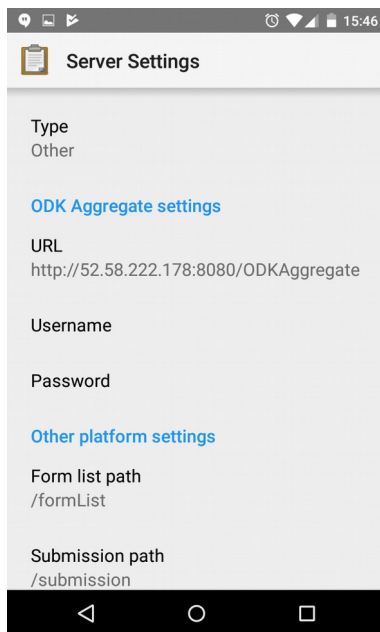 15:46
Server Settings
Type
Other
ODK Aggregate settings
URL
http://52.58.222.178:8080/ODKAggregate
Username
Password
Other platform settings
Form list path
/formList
Submission path
/submission